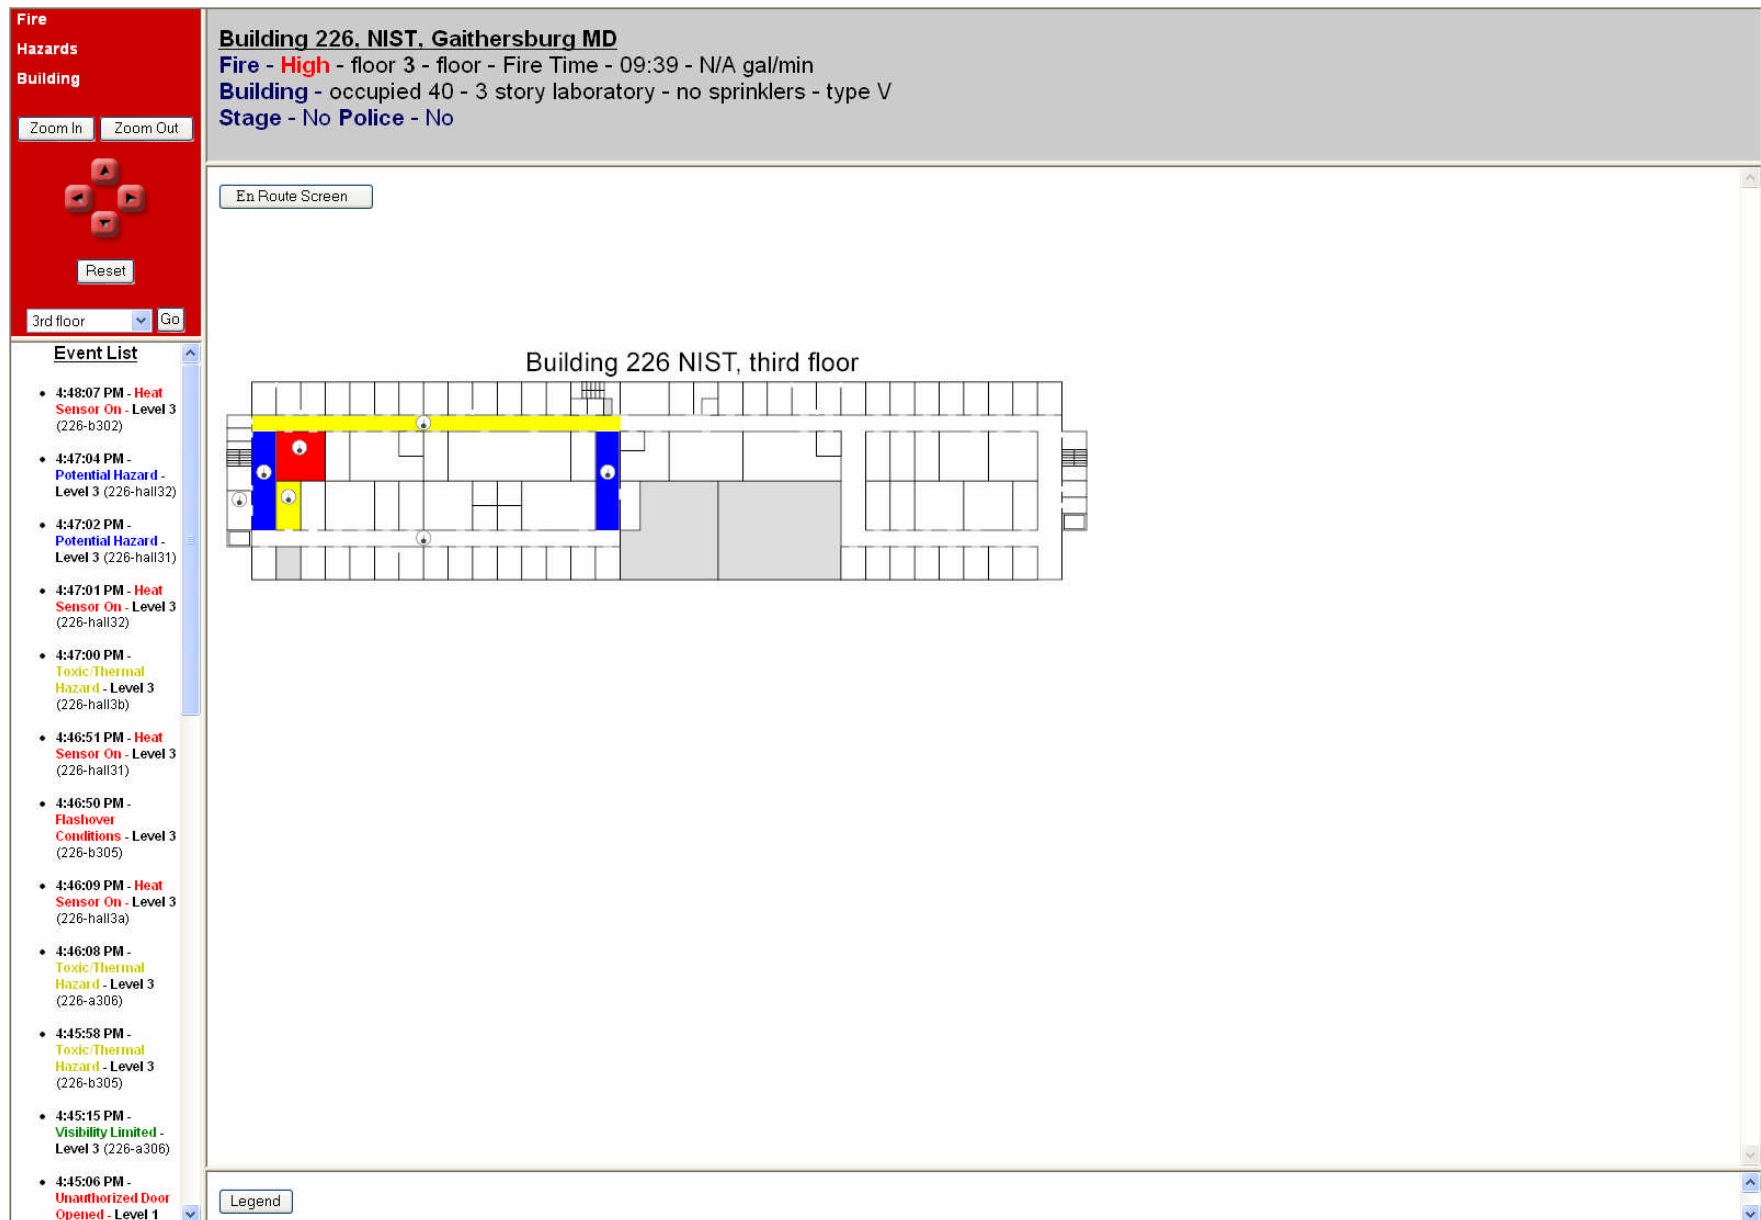 Fire
Hazards
Building
Zoom In
Zoom Out
Reset
3rd floor
Go
Building 226, NIST, Gaithersburg MD
Fire - High - floor 3 - floor - Fire Time - 09:39 - N/A gal/min
Building - occupied 40 - 3 story laboratory - no sprinklers - type V
Stage - No Police - No
En Route Screen
Building 226 NIST, third floor
Event List
4:48:07 PM - Heat
Sensor On - Level 3
(226-b302)
4:47:04 PM -
Potential Hazard -
Level 3 (226-hall32)
4:47:02 PM -
Potential Hazard -
Level 3 (226-hall31)
4:47:01 PM - Heat
Sensor On - Level 3
(226-hall32)
4:47:00 PM -
Toxic/Thermal
Hazard - Level 3
(226-hall3b)
4:46:51 PM - Heat
Sensor On - Level 3
(226-hall31)
4:46:50 PM -
Flashover
Conditions - Level 3
(226-b305)
4:46:09 PM - Heat
Sensor On - Level 3
(226-hall3a)
4:46:08 PM -
Toxic/Thermal
Hazard - Level 3
(226-a306)
4:45:58 PM -
Toxic/Thermal
Hazard - Level 3
(226-b305)
4:45:15 PM -
Visibility Limited -
Level 3 (226-a306)
4:45:06 PM -
Unauthorized Door
Opened - Level 1
Legend